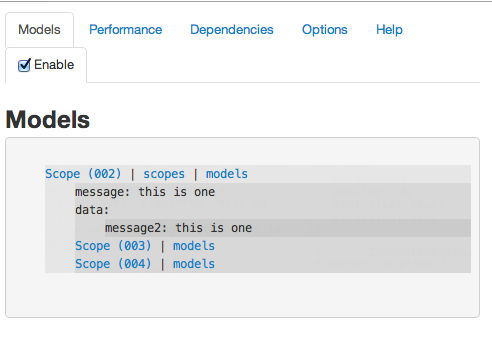 Models Performance Dependencies Options Help
Enable
Models
Scope (002) | scopes | models
message: this is one
data:
message2: this is one
Scope (003) | models
Scope (004) | models